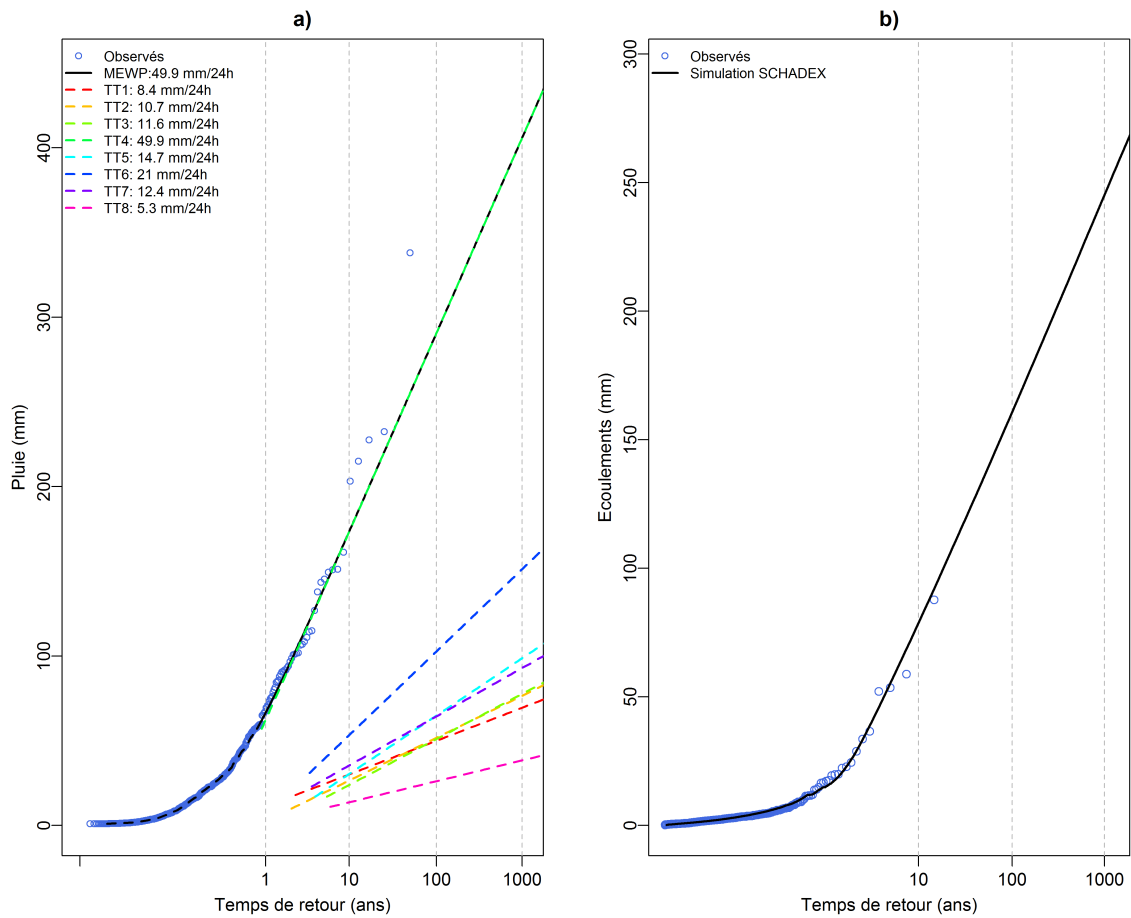 a)
Observés
MEWP:49.9 mm/24h
TT1: 8.4 mm/24h
TT2: 10.7 mm/24h
TT3: 11.6 mm/24h
TT4: 49.9 mm/24h
TT5: 14.7 mm/24h
TT6: 21 mm/24h
TT7: 12.4 mm/24h
TT8: 5.3 mm/24h
400
300
200
100
0
Pluie (mm)
1 10 100 1000
Temps de retour (ans)
b)
Observés
Simulation SCHADEX
300
250
200
150
100
50
0
Ecoulements (mm)
10 100 1000
Temps de retour (ans)